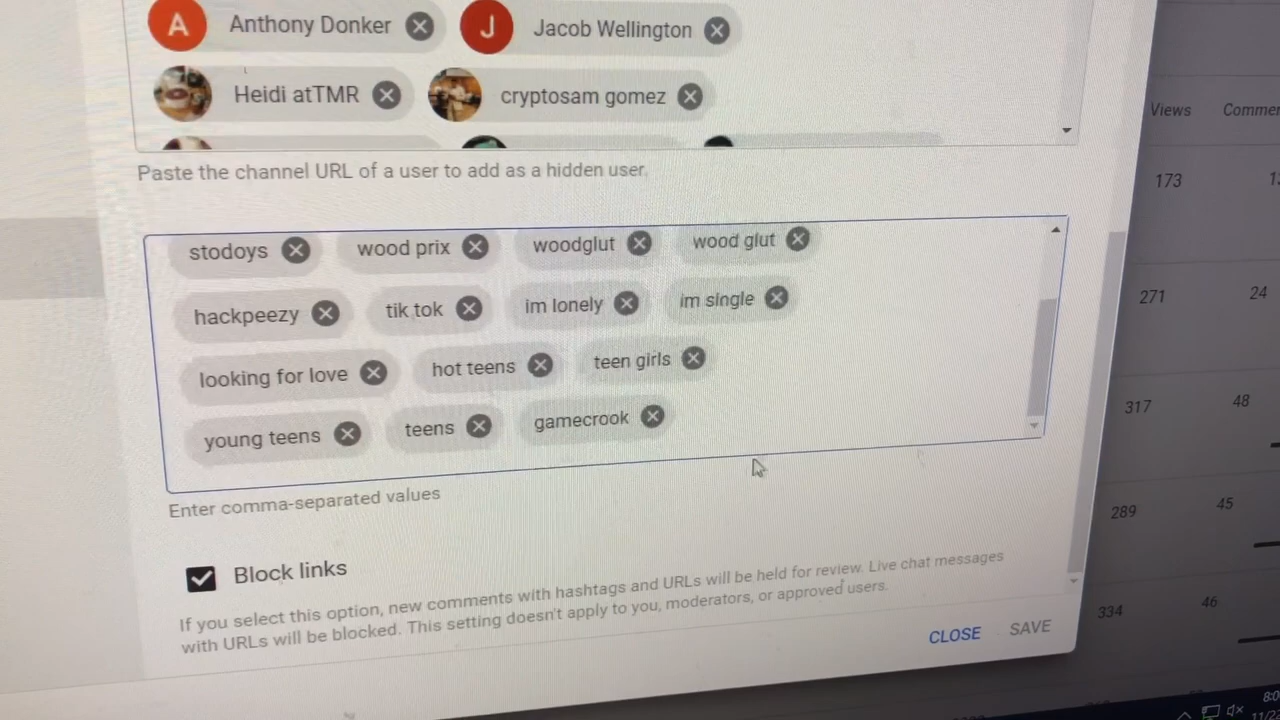 A Anthony Donker J Jacob Wellington
Heidi atTMR cryptosam gomez
Paste the channel URL of a user to add as a hidden user.
stodoys wood prix woodglut wood glut
hackpeezy tik tok im lonely im single
looking for love hot teens teen girls
young teens teens gamecrook
Enter comma-separated values
Block links
If you select this option, new comments with hashtags and URLs will be held for review. Live chat messages
with URLs will be blocked. This setting doesn't apply to you, moderators, or approved users.
CLOSE SAVE
Views
173
271 24
317 48
289 45
334 46